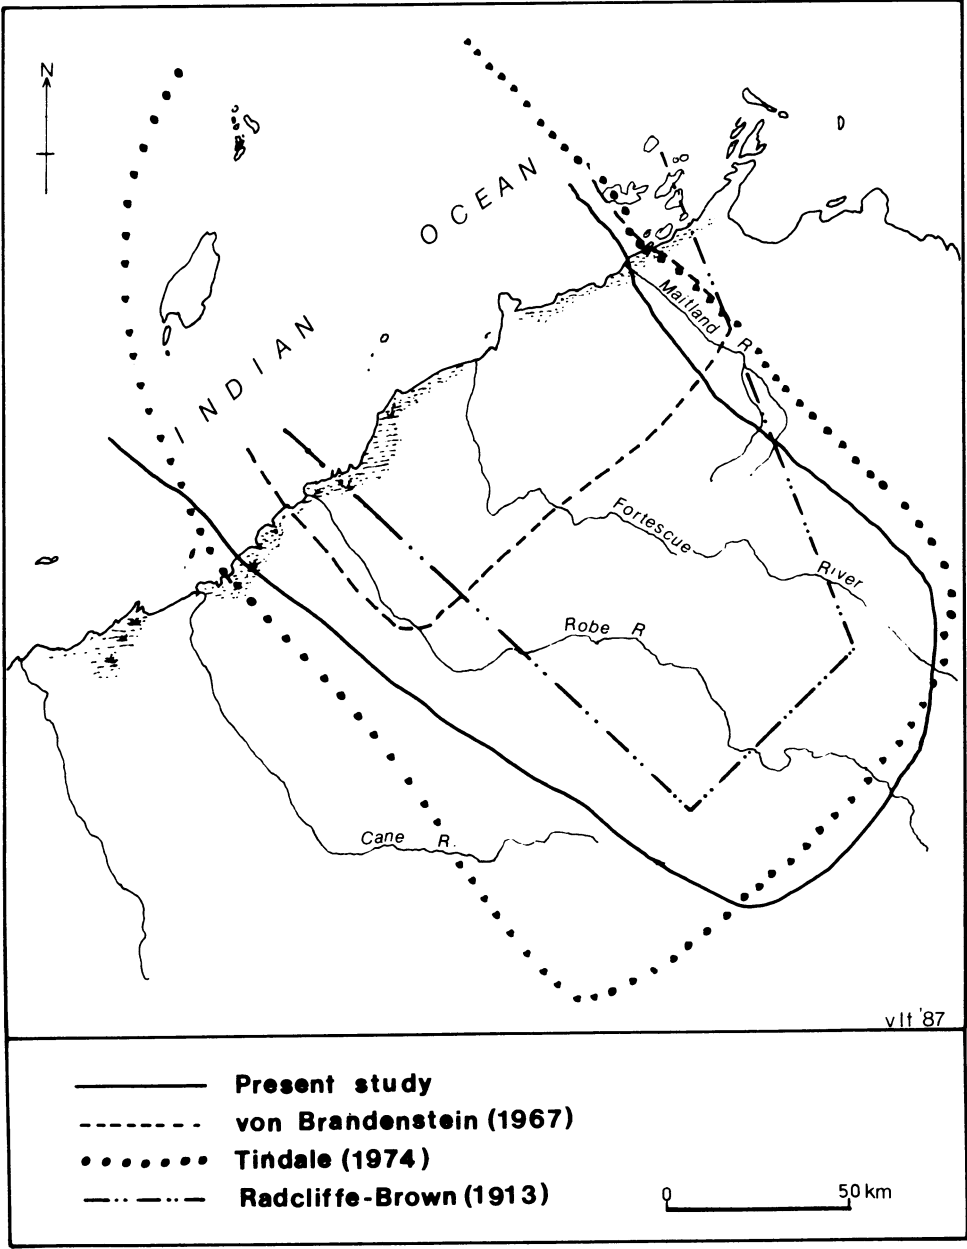 N
INDIAN OCEAN
Maitland R
Fortescue River
Robe R
Cane R.
vlt '87
Present study
von Brandenstein (1967)
Tindale (1974)
Radcliffe-Brown (1913)
0 50 km